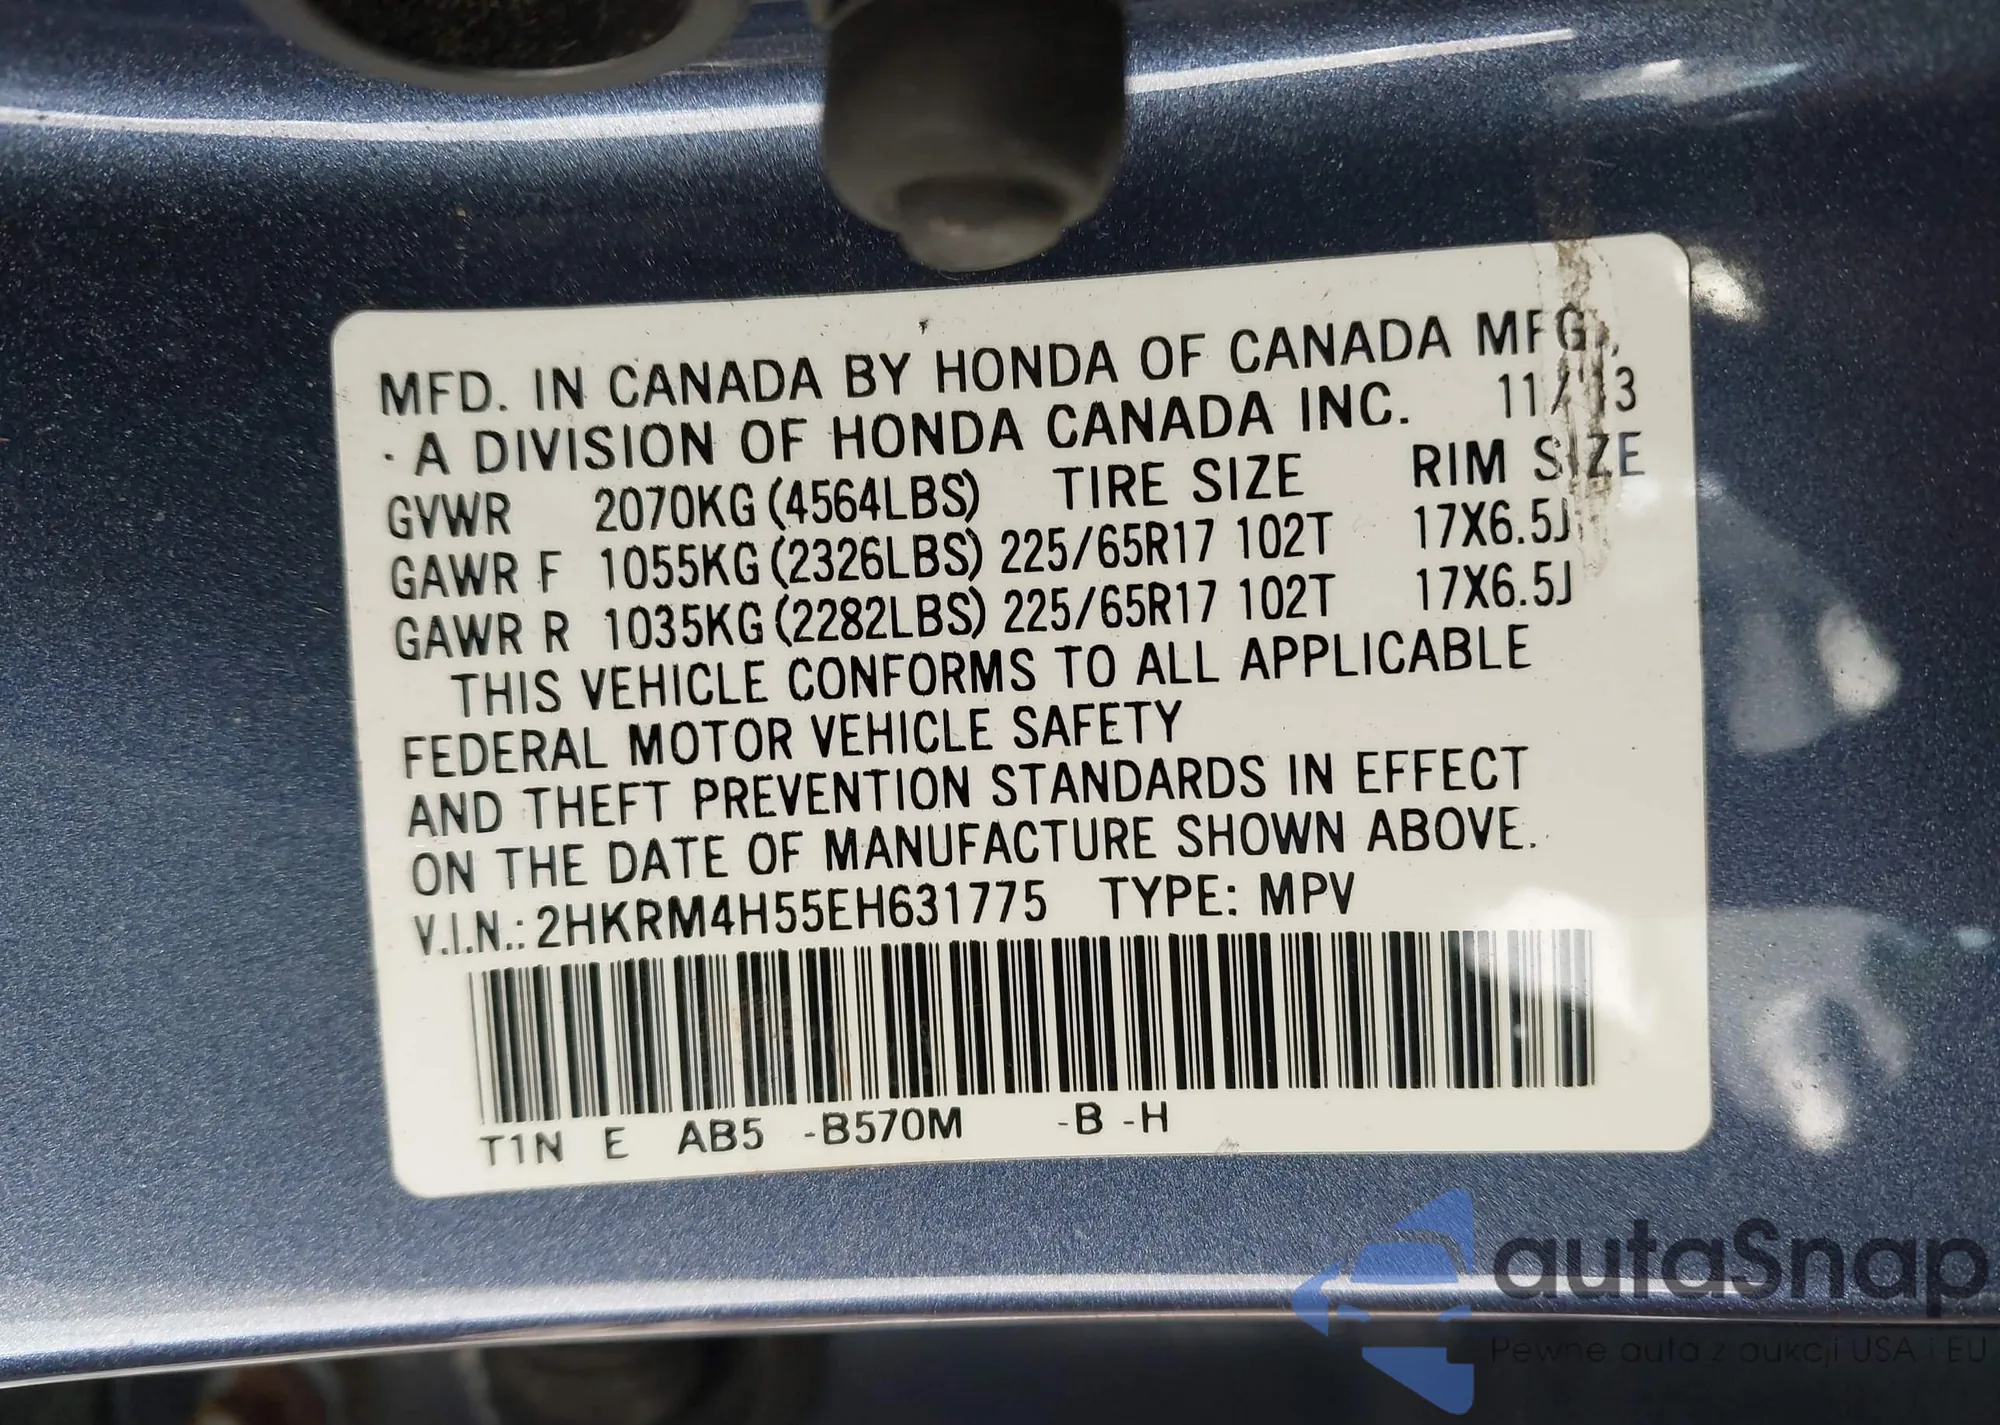 MFD. IN CANADA BY HONDA OF CANADA MFG.,
A DIVISION OF HONDA CANADA INC. 11/13
GVWR 2070KG (4564LBS) TIRE SIZE RIM SIZE
GAWR F 1055KG (2326LBS) 225/65R17 102T 17X6.5J
GAWR R 1035KG (2282LBS) 225/65R17 102T 17X6.5J
THIS VEHICLE CONFORMS TO ALL APPLICABLE
FEDERAL MOTOR VEHICLE SAFETY
AND THEFT PREVENTION STANDARDS IN EFFECT
ON THE DATE OF MANUFACTURE SHOWN ABOVE.
V.I.N.: 2HKRM4H55EH631775 TYPE: MPV
T1N E AB5 -B570M -B -H
autaSnap
Pewne auta z aukcji USA i EU